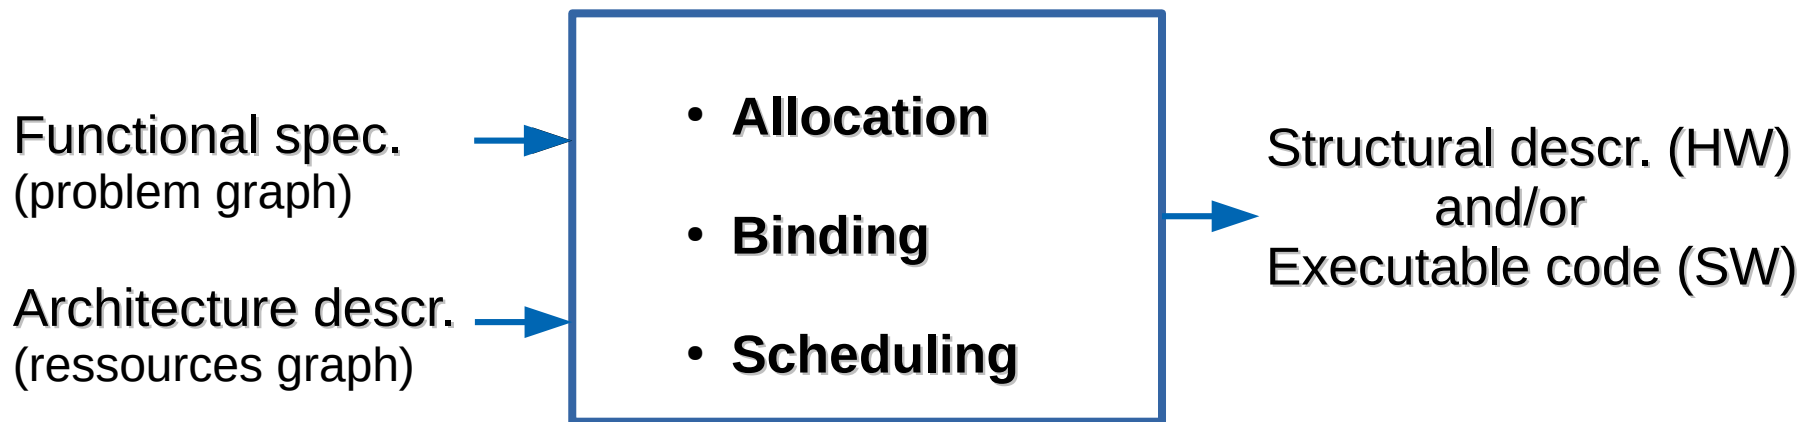 Functional spec.
(problem graph)
Architecture descr.
(ressources graph)
• Allocation
• Binding
• Scheduling
Structural descr. (HW)
and/or
Executable code (SW)